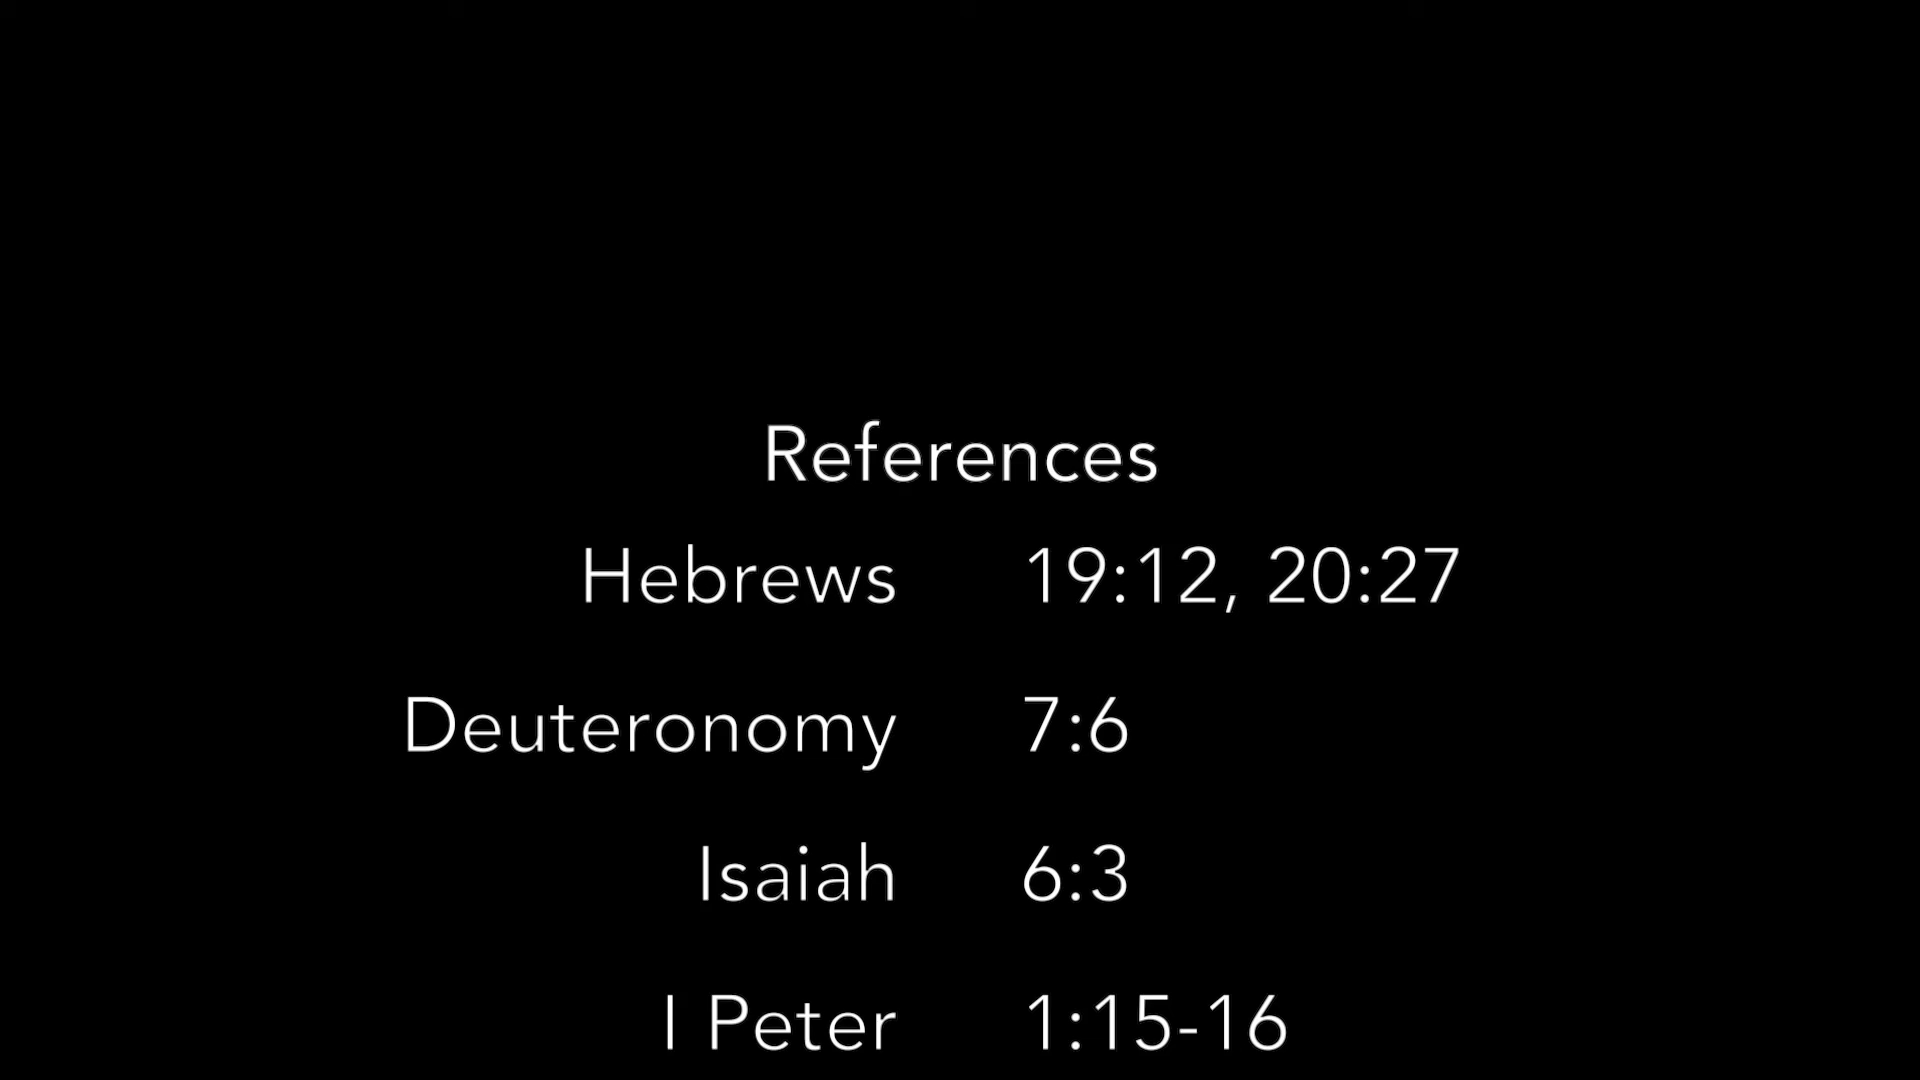 References
Hebrews 19:12, 20:27
Deuteronomy 7:6
Isaiah 6:3
I Peter 1:15-16